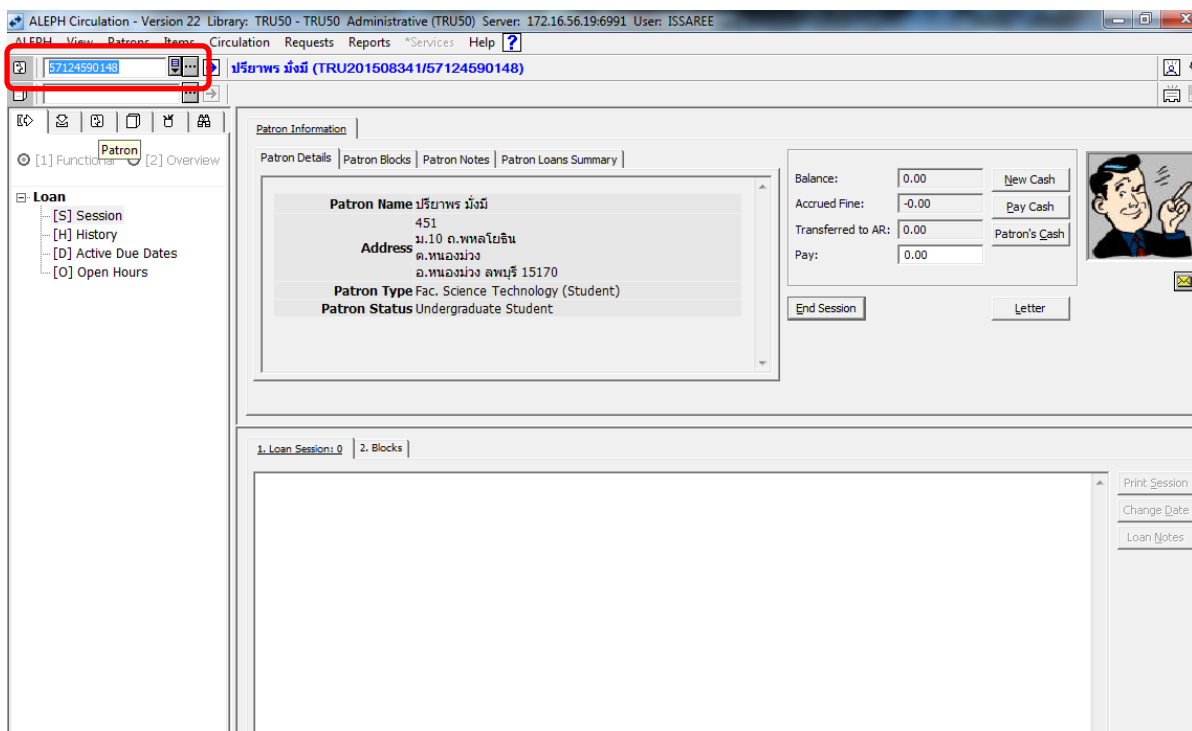 ALEPH Circulation - Version 22 Library: TRU50 - TRU50 Administrative (TRU50) Server: 172.16.56.19:6991 User: ISSAREE
ALEPH View Patrons Items Circulation Requests Reports *Services Help ?
57124590148 ... ปรียาพร มั่งมี (TRU201508341/57124590148)
...
Patron
[1] Functional [2] Overview
Loan
[S] Session
[H] History
[D] Active Due Dates
[O] Open Hours
Patron Information
Patron Details Patron Blocks Patron Notes Patron Loans Summary
Patron Name ปรียาพร มั่งมี
Address 451
ม.10 ถ.พหลโยธิน
ต.หนองม่วง
อ.หนองม่วง ลพบุรี 15170
Patron Type Fac. Science Technology (Student)
Patron Status Undergraduate Student
Balance: 0.00 New Cash
Accrued Fine: -0.00 Pay Cash
Transferred to AR: 0.00 Patron's Cash
Pay: 0.00
End Session Letter
1. Loan Session: 0 2. Blocks
Print Session
Change Date
Loan Notes